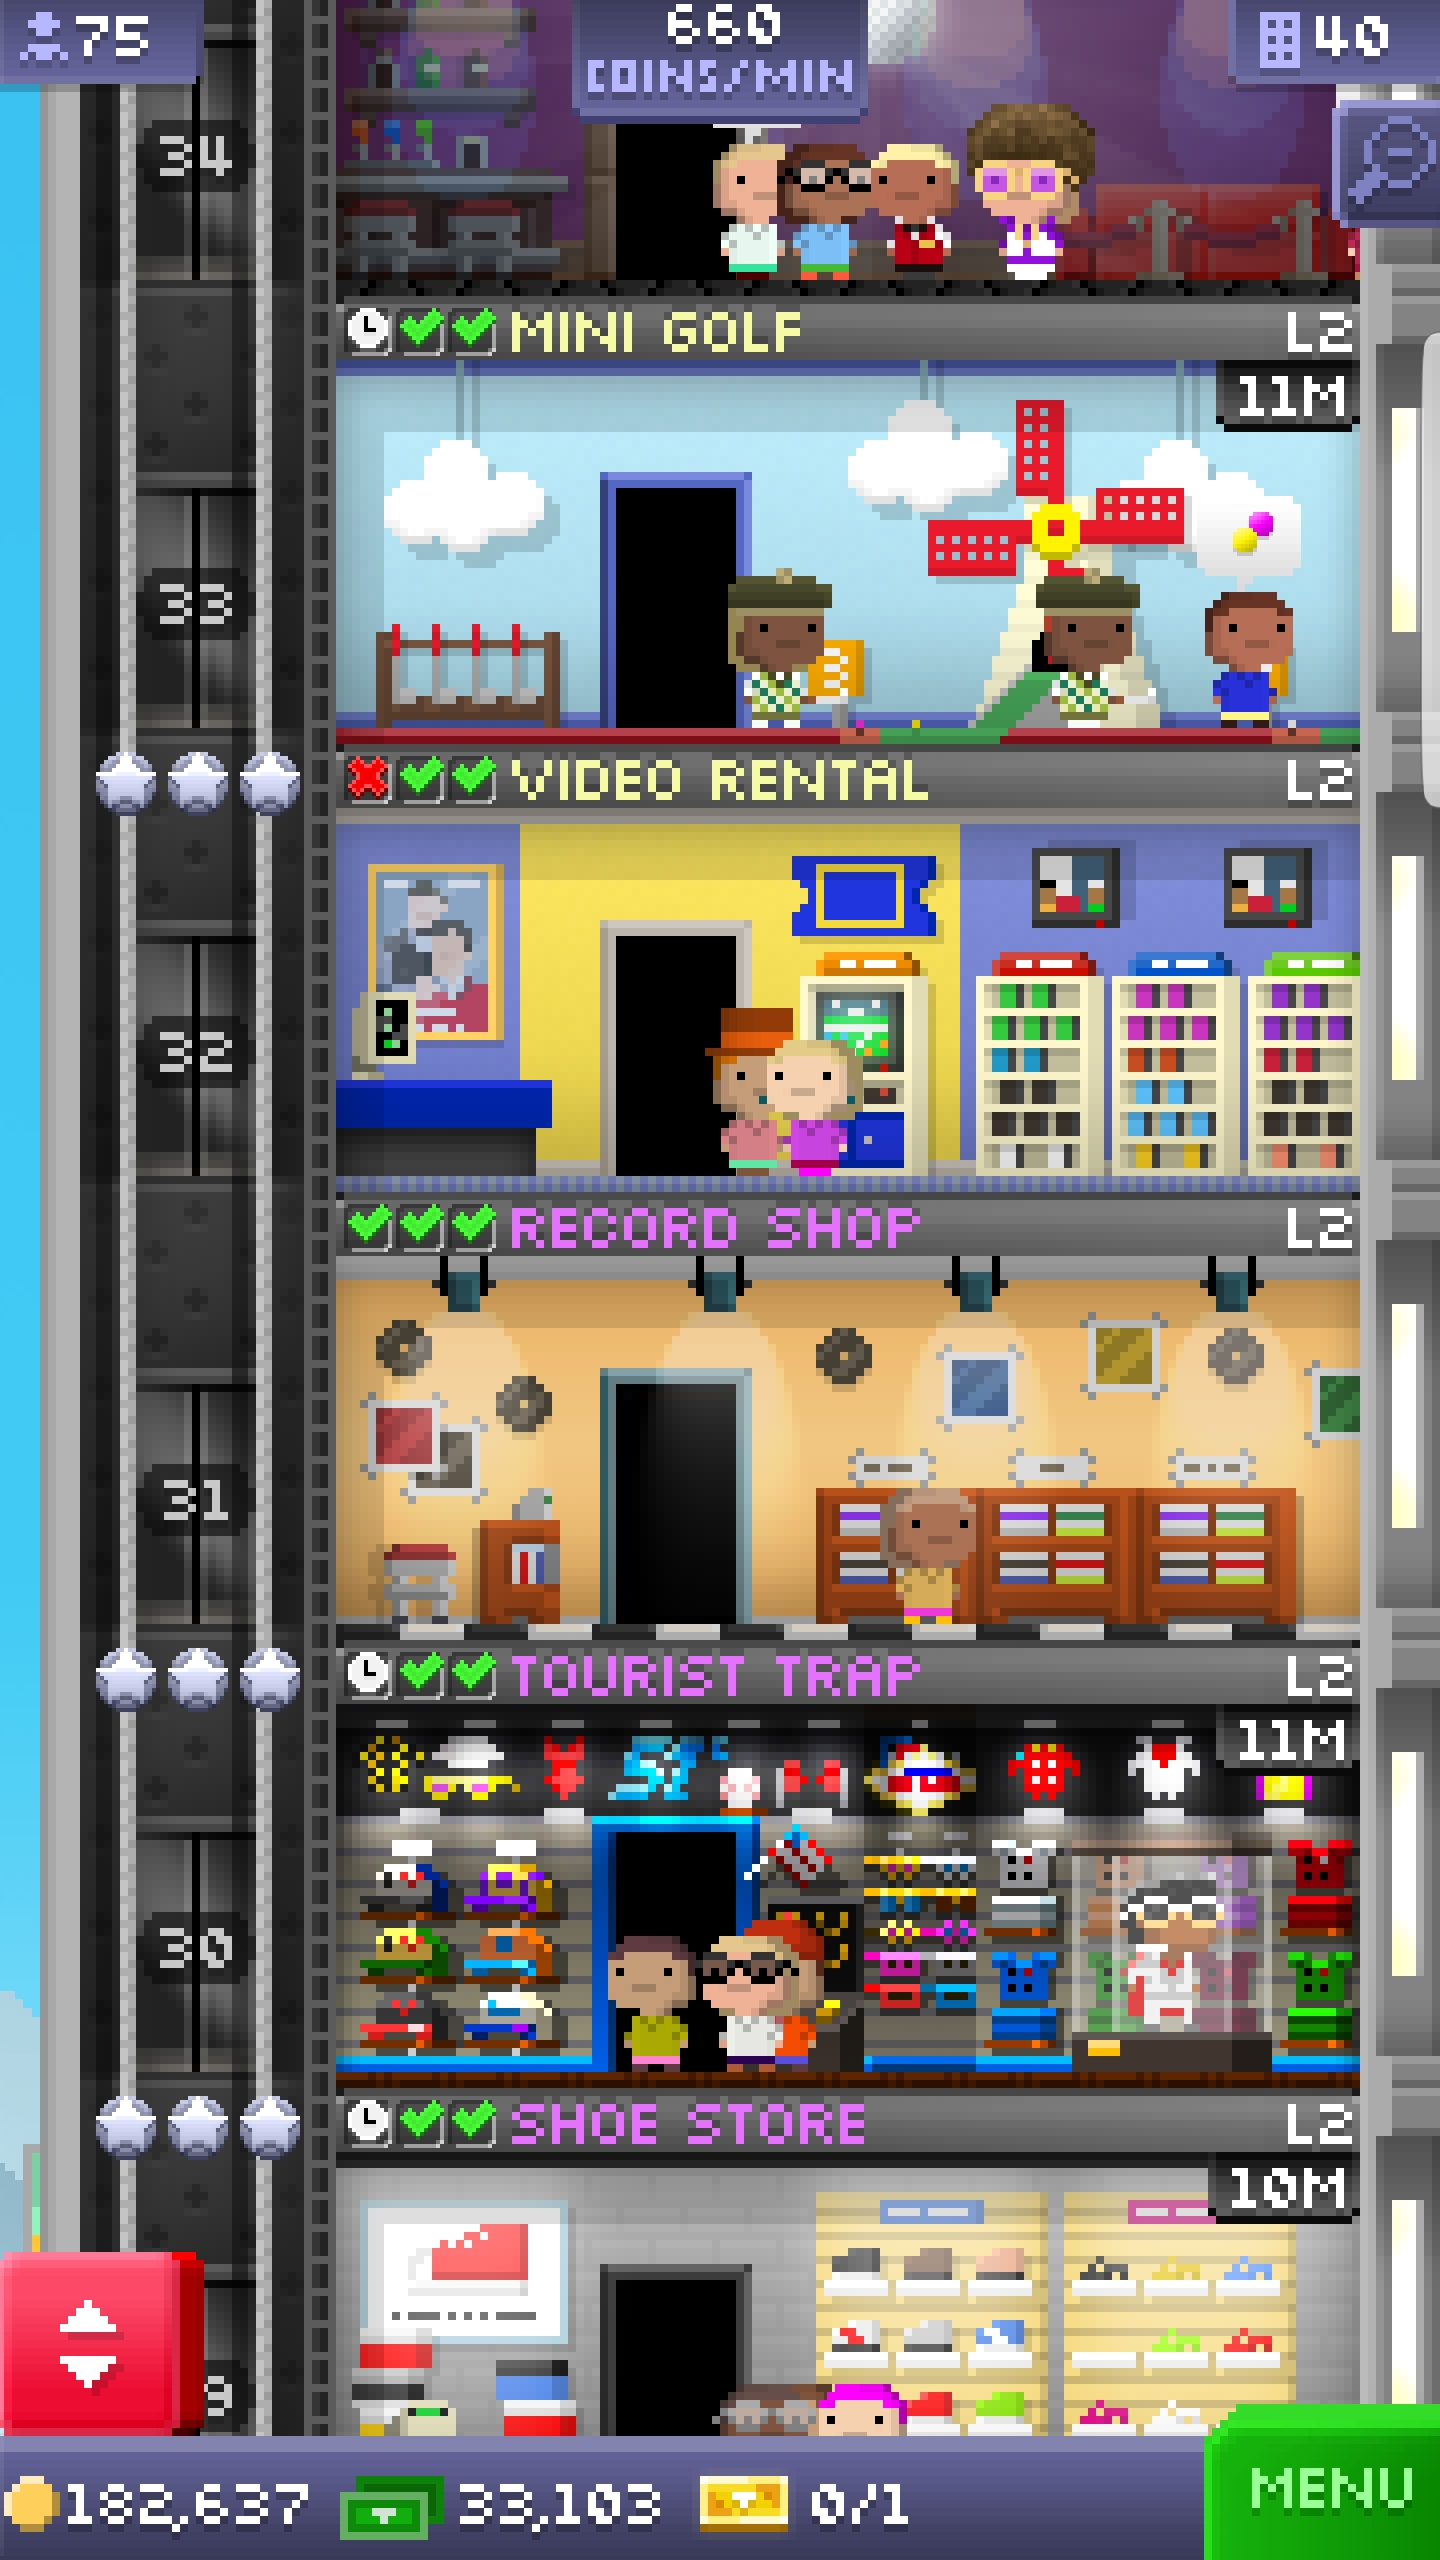 75
660
COINS/MIN
40
34
MINI GOLF L2
11M
33
VIDEO RENTAL L2
32
RECORD SHOP L2
31
TOURIST TRAP L2
11M
30
SHOE STORE L2
10M
9
182,637 33,103 0/1
MENU